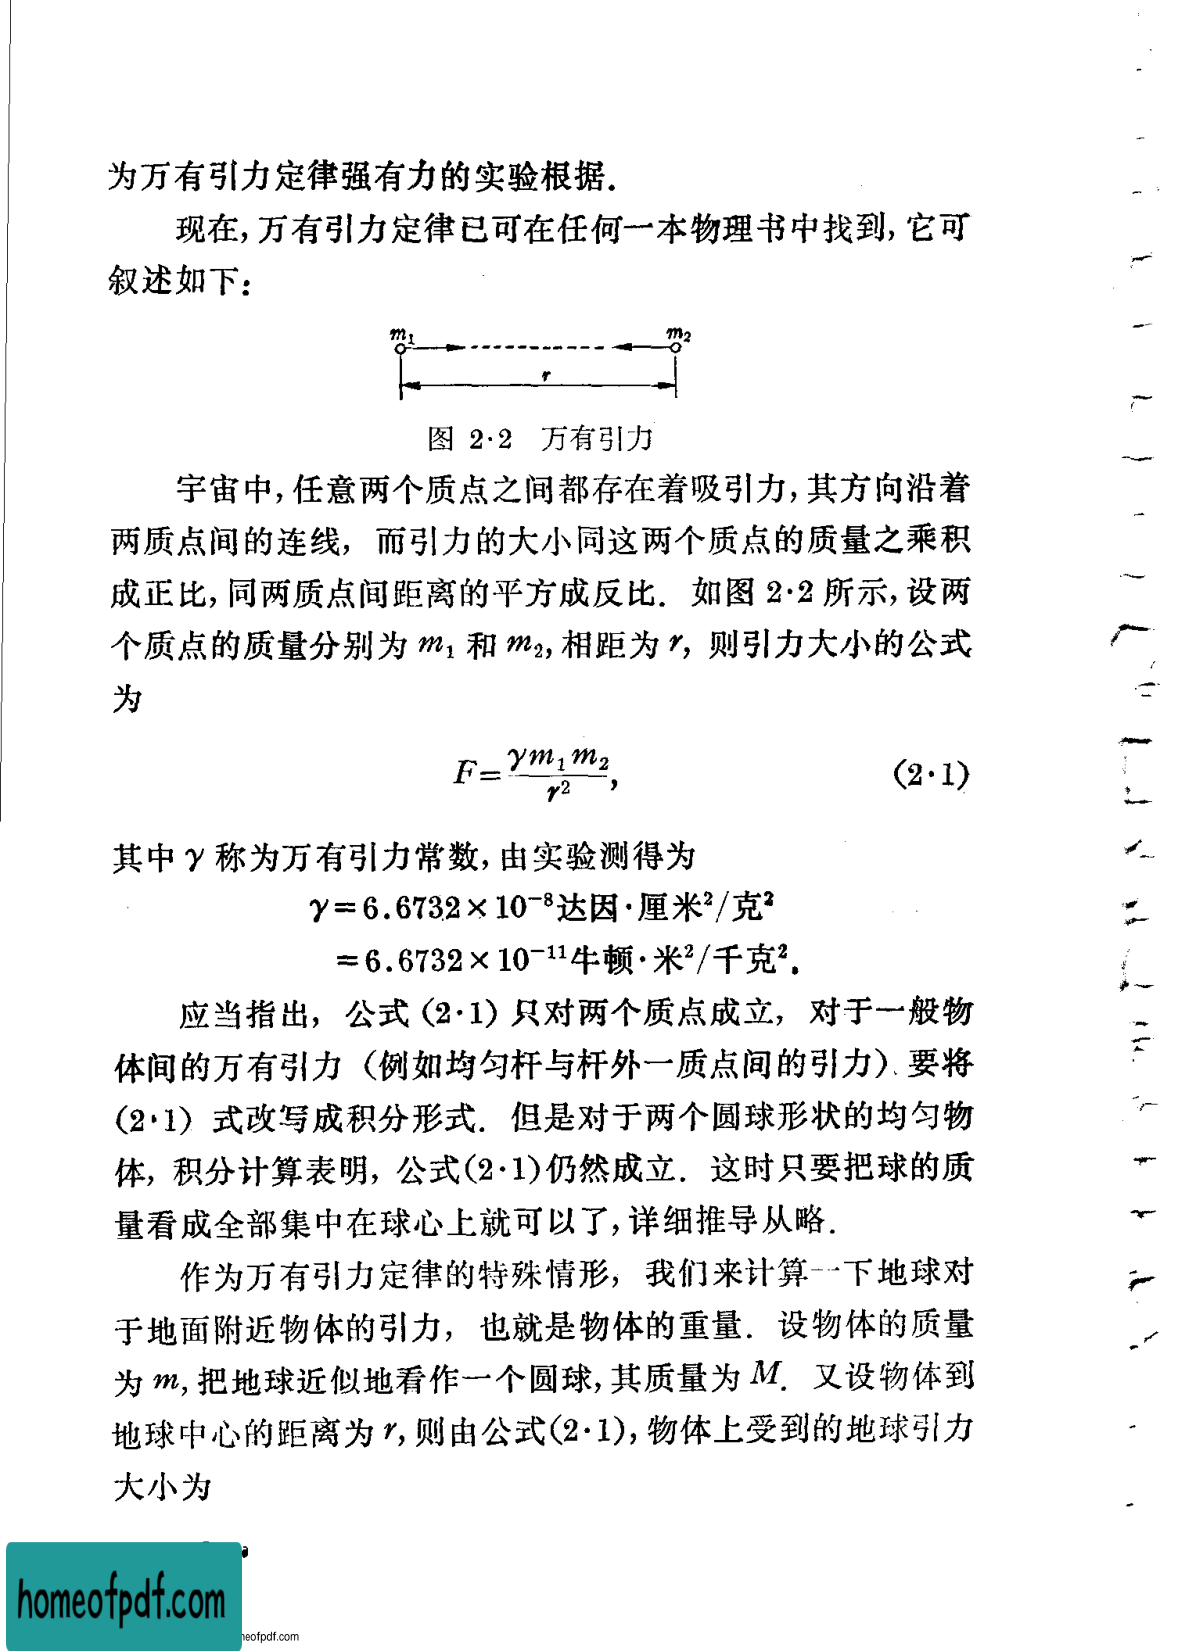 为万有引力定律强有力的实验根据．
现在，万有引力定律已可在任何一本物理书中找到，它可
叙述如下：
m₁ m₂
r
图 2·2 万有引力
宇宙中，任意两个质点之间都存在着吸引力，其方向沿着
两质点间的连线，而引力的大小同这两个质点的质量之乘积
成正比，同两质点间距离的平方成反比．如图 2·2 所示，设两
个质点的质量分别为 m₁ 和 m₂，相距为 r，则引力大小的公式
为
F=γm₁m₂/r², (2·1)
其中 γ 称为万有引力常数，由实验测得为
γ=6.6732×10⁻⁸达因·厘米²/克²
=6.6732×10⁻¹¹牛顿·米²/千克²．
应当指出，公式 (2·1) 只对两个质点成立，对于一般物
体间的万有引力（例如均匀杆与杆外一质点间的引力）、要将
(2·1) 式改写成积分形式．但是对于两个圆球形状的均匀物
体，积分计算表明，公式(2·1)仍然成立．这时只要把球的质
量看成全部集中在球心上就可以了，详细推导从略．
作为万有引力定律的特殊情形，我们来计算一下地球对
于地面附近物体的引力，也就是物体的重量．设物体的质量
为 m，把地球近似地看作一个圆球，其质量为 M．又设物体到
地球中心的距离为 r，则由公式(2·1)，物体上受到的地球引力
大小为
homeofpdf.com
eofpdf.com